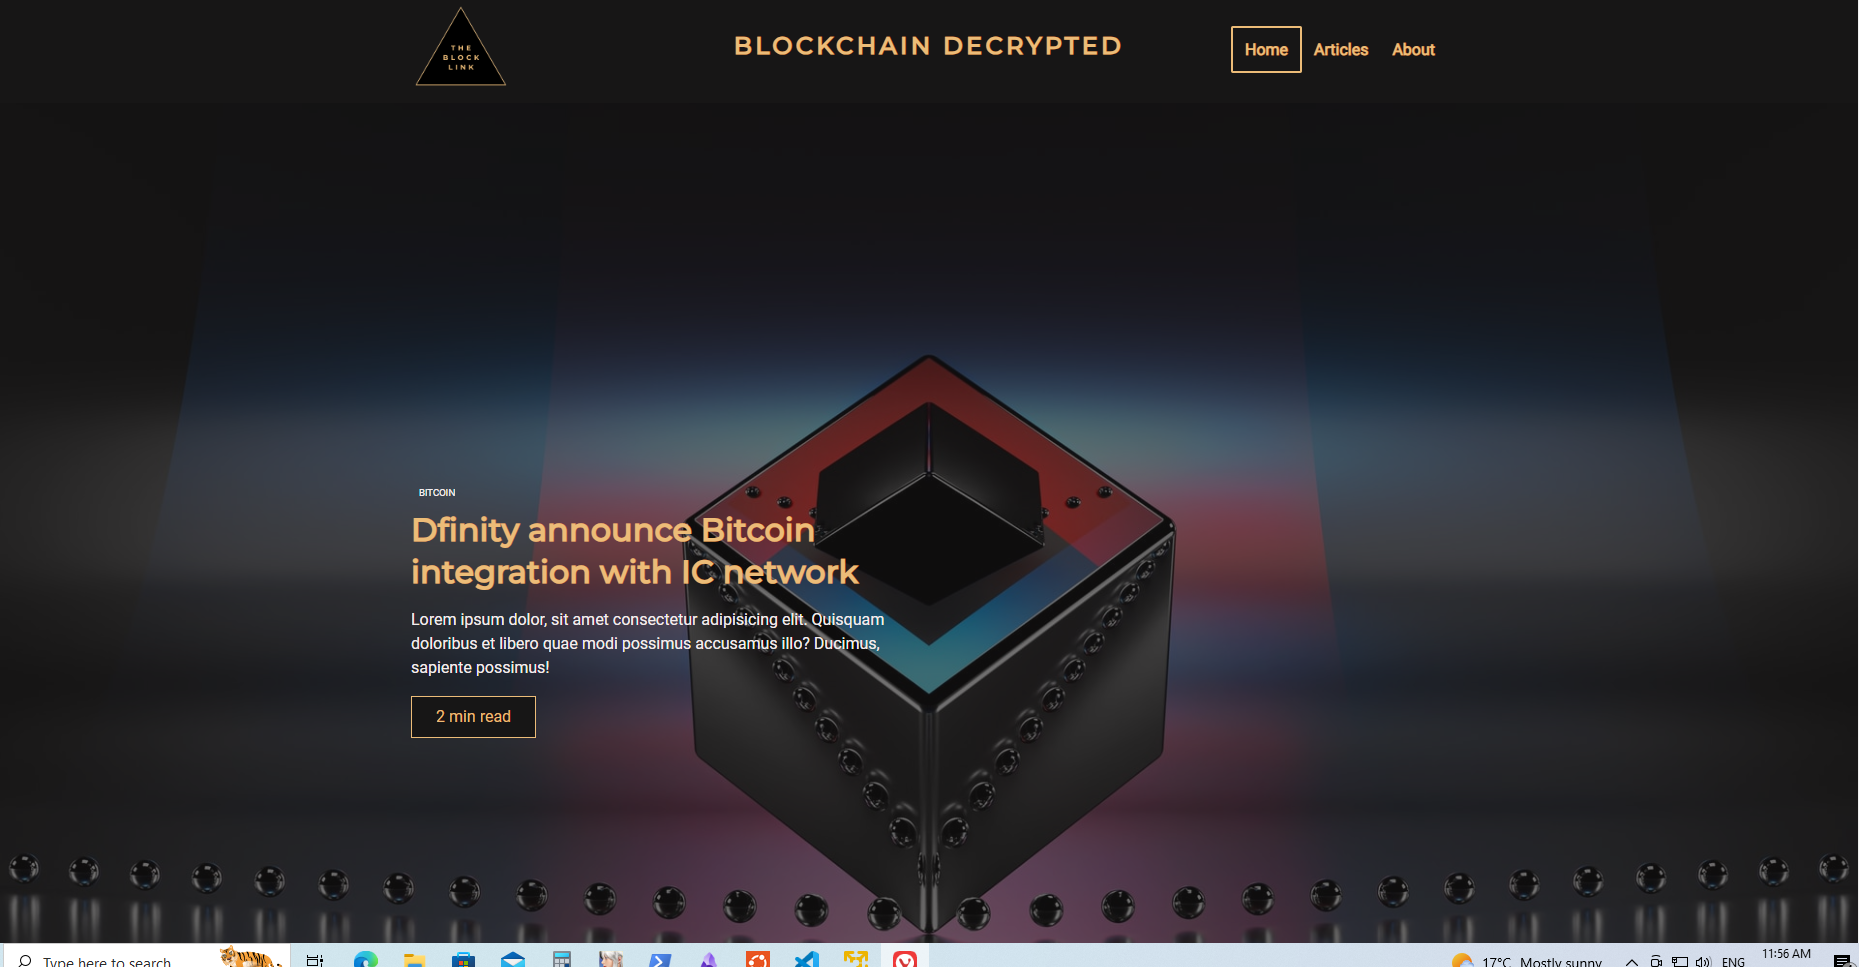 THE
BLOCK
LINK
BLOCKCHAIN DECRYPTED
Home
Articles
About
BITCOIN
Dfinity announce Bitcoin
integration with IC network
Lorem ipsum dolor, sit amet consectetur adipisicing elit. Quisquam
doloribus et libero quae modi possimus accusamus illo? Ducimus,
sapiente possimus!
2 min read
Type here to search
17°C Mostly sunny
ENG
11:56 AM